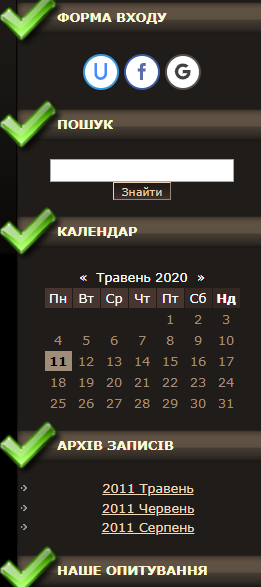 ФОРМА ВХОДУ
U f G
ПОШУК
Знайти
КАЛЕНДАР
« Травень 2020 »
Пн Вт Ср Чт Пт Сб Нд
1 2 3
4 5 6 7 8 9 10
11 12 13 14 15 16 17
18 19 20 21 22 23 24
25 26 27 28 29 30 31
АРХІВ ЗАПИСІВ
2011 Травень
2011 Червень
2011 Серпень
НАШЕ ОПИТУВАННЯ